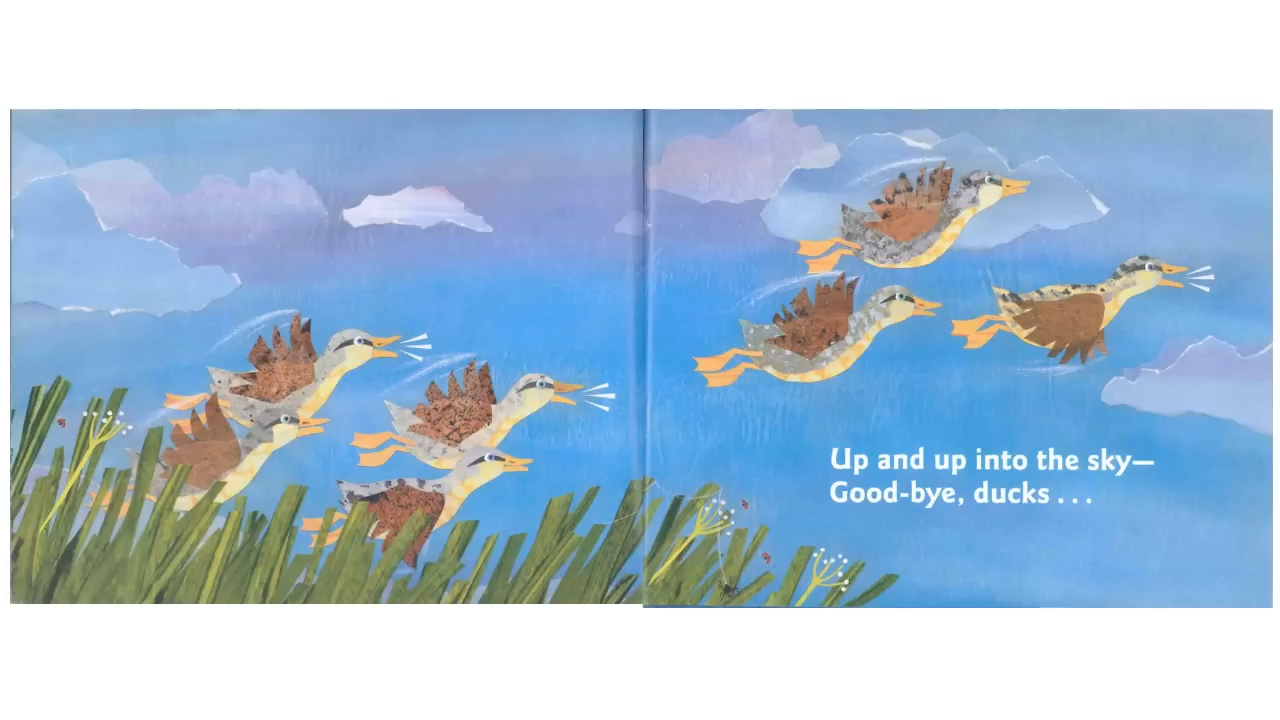 Up and up into the sky—
Good-bye, ducks . . .